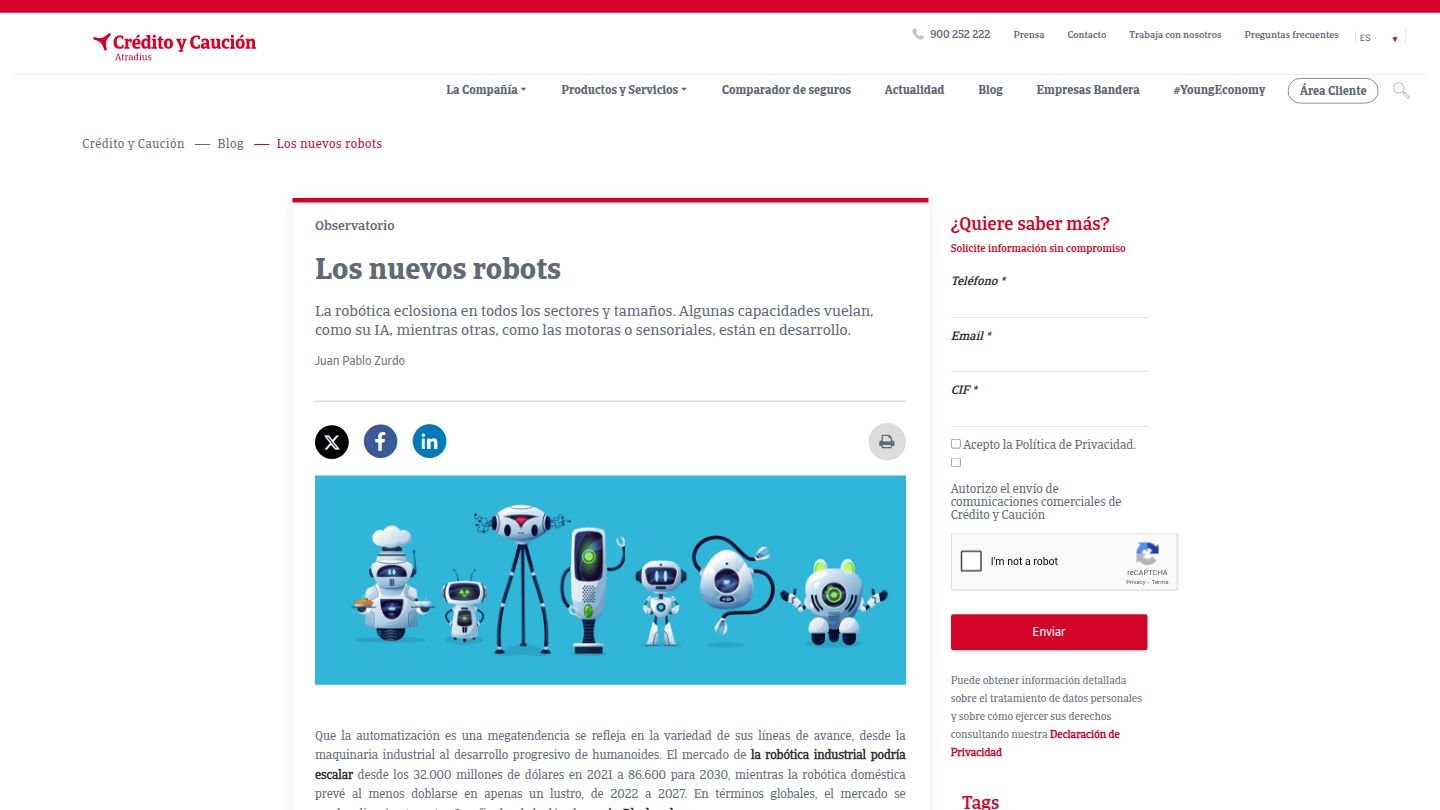 Crédito y Caución
Atradius
900 252 222
Prensa
Contacto
Trabaja con nosotros
Preguntas frecuentes
ES
La Compañía
Productos y Servicios
Comparador de seguros
Actualidad
Blog
Empresas Bandera
#YoungEconomy
Área Cliente
Crédito y Caución — Blog — Los nuevos robots
Observatorio
Los nuevos robots
La robótica eclosiona en todos los sectores y tamaños. Algunas capacidades vuelan,
como su IA, mientras otras, como las motoras o sensoriales, están en desarrollo.
Juan Pablo Zurdo
Que la automatización es una megatendencia se refleja en la variedad de sus líneas de avance, desde la
maquinaria industrial al desarrollo progresivo de humanoides. El mercado de la robótica industrial podría
escalar desde los 32.000 millones de dólares en 2021 a 86.600 para 2030, mientras la robótica doméstica
prevé al menos doblarse en apenas un lustro, de 2022 a 2027. En términos globales, el mercado se
¿Quiere saber más?
Solicite información sin compromiso
Teléfono *
Email *
CIF *
Acepto la Política de Privacidad.
Autorizo el envío de
comunicaciones comerciales de
Crédito y Caución
I'm not a robot
reCAPTCHA
Privacy - Terms
Enviar
Puede obtener información detallada
sobre el tratamiento de datos personales
y sobre cómo ejercer sus derechos
consultando nuestra Declaración de
Privacidad
Tags